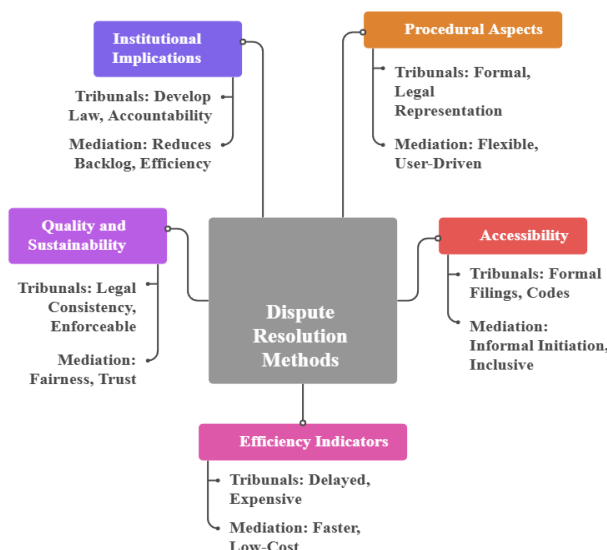 Institutional
Implications
Tribunals: Develop
Law, Accountability
Mediation: Reduces
Backlog, Efficiency
Procedural Aspects
Tribunals: Formal,
Legal
Representation
Mediation: Flexible,
User-Driven
Quality and
Sustainability
Tribunals: Legal
Consistency,
Enforceable
Mediation:
Fairness, Trust
Dispute
Resolution
Methods
Accessibility
Tribunals: Formal
Filings, Codes
Mediation:
Informal Initiation,
Inclusive
Efficiency Indicators
Tribunals: Delayed,
Expensive
Mediation: Faster,
Low-Cost